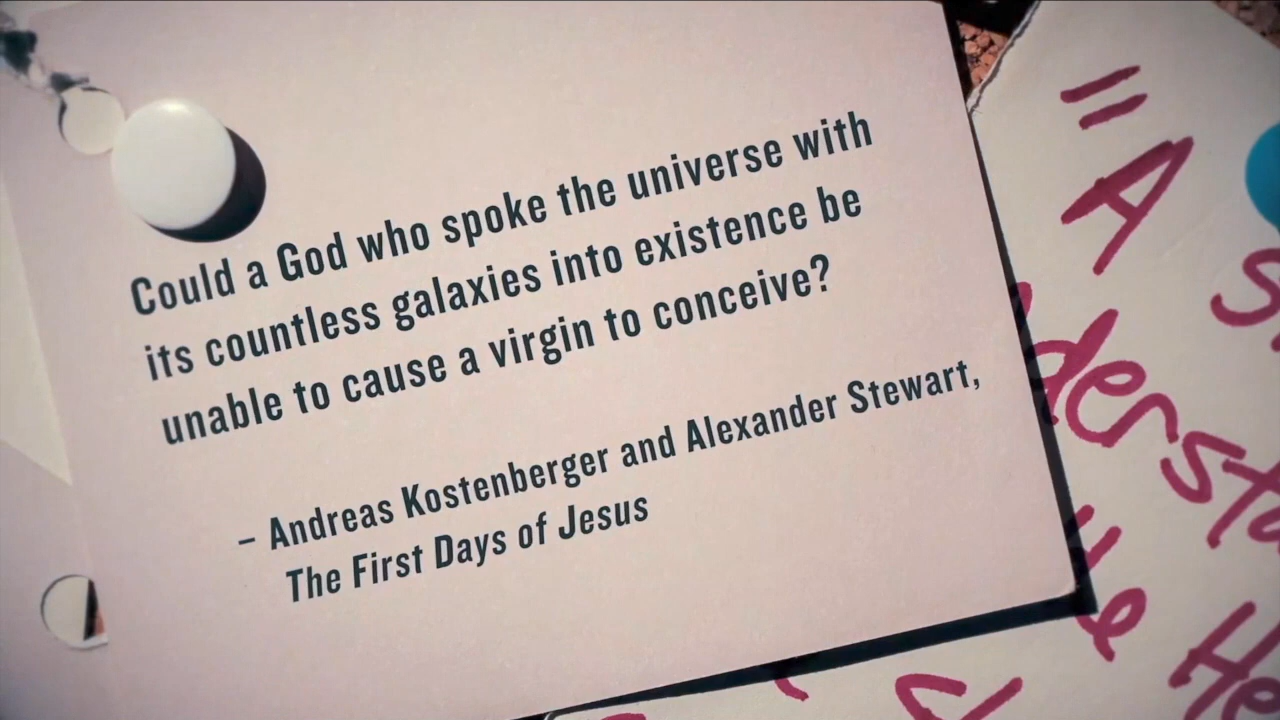 Could a God who spoke the universe with
its countless galaxies into existence be
unable to cause a virgin to conceive?
– Andreas Kostenberger and Alexander Stewart,
The First Days of Jesus
= A